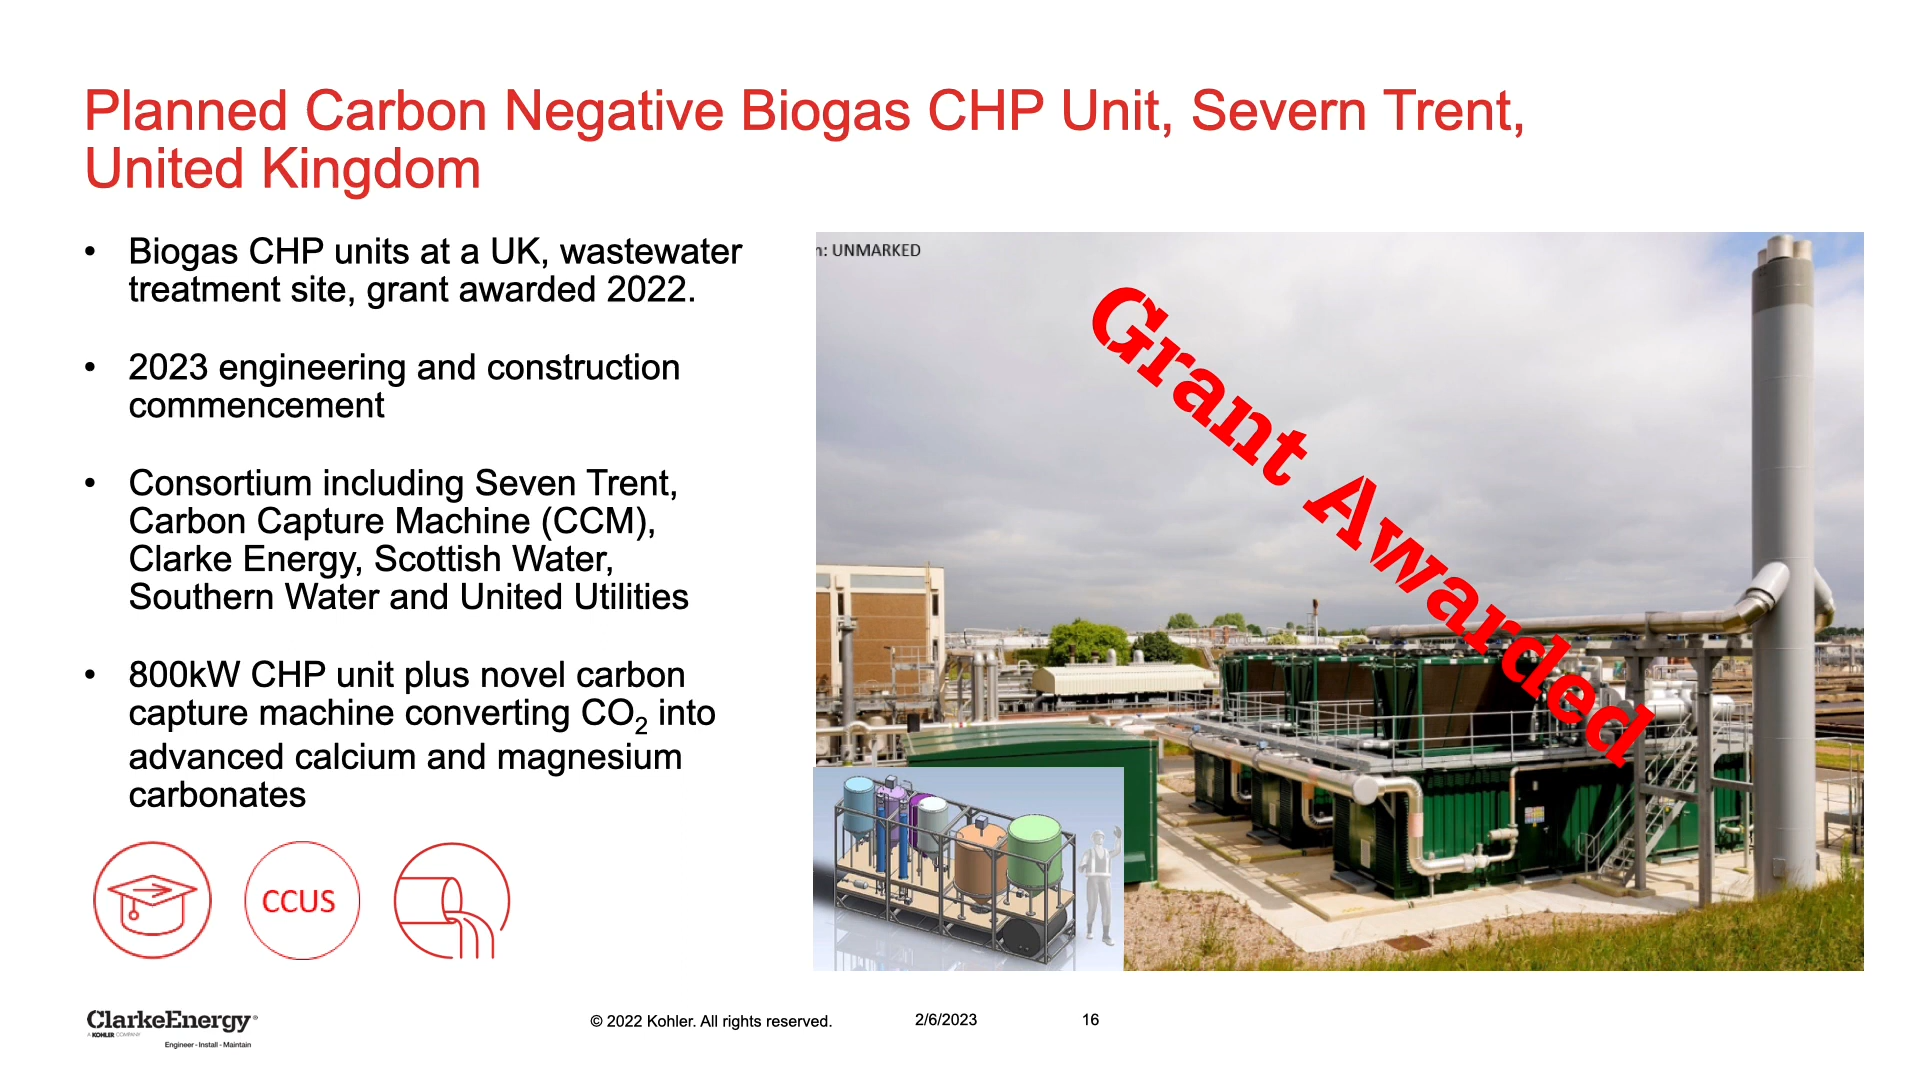 Planned Carbon Negative Biogas CHP Unit, Severn Trent,
United Kingdom
• Biogas CHP units at a UK, wastewater
treatment site, grant awarded 2022.
• 2023 engineering and construction
commencement
• Consortium including Seven Trent,
Carbon Capture Machine (CCM),
Clarke Energy, Scottish Water,
Southern Water and United Utilities
• 800kW CHP unit plus novel carbon
capture machine converting CO₂ into
advanced calcium and magnesium
carbonates
CCUS
n: UNMARKED
Grant Awarded
ClarkeEnergy®
A KOHLER COMPANY
Engineer - Install - Maintain
© 2022 Kohler. All rights reserved.
2/6/2023
16